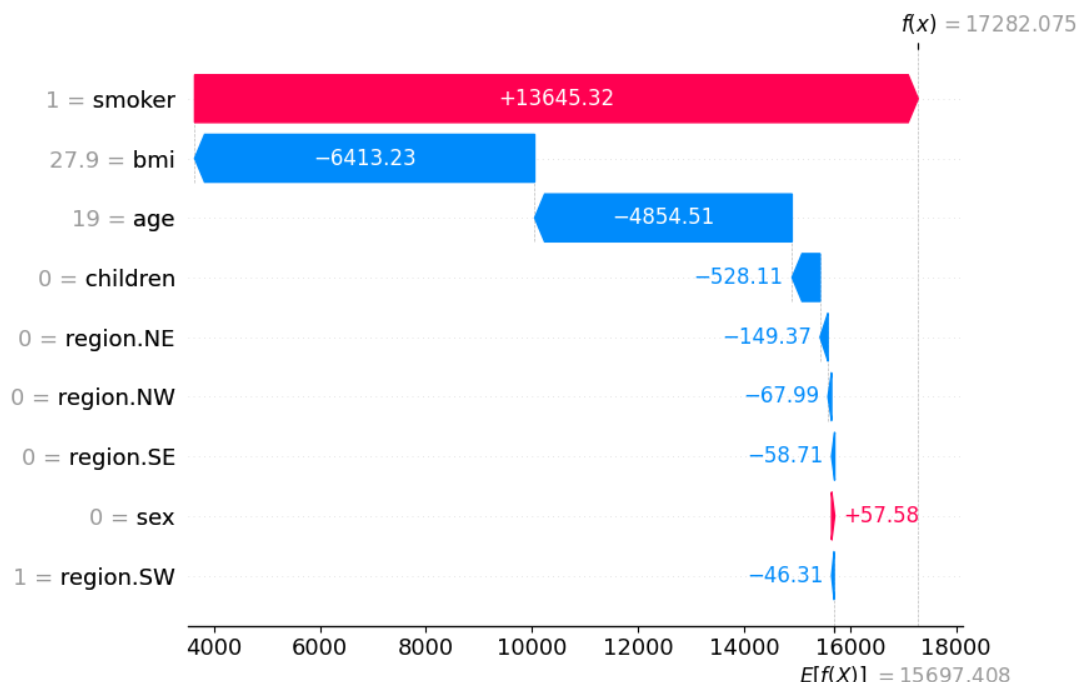 f(x) = 17282.075
1 = smoker +13645.32
27.9 = bmi −6413.23
19 = age −4854.51
0 = children −528.11
0 = region.NE −149.37
0 = region.NW −67.99
0 = region.SE −58.71
0 = sex +57.58
1 = region.SW −46.31
4000 6000 8000 10000 12000 14000 16000 18000
E[f(X)] = 15697.408